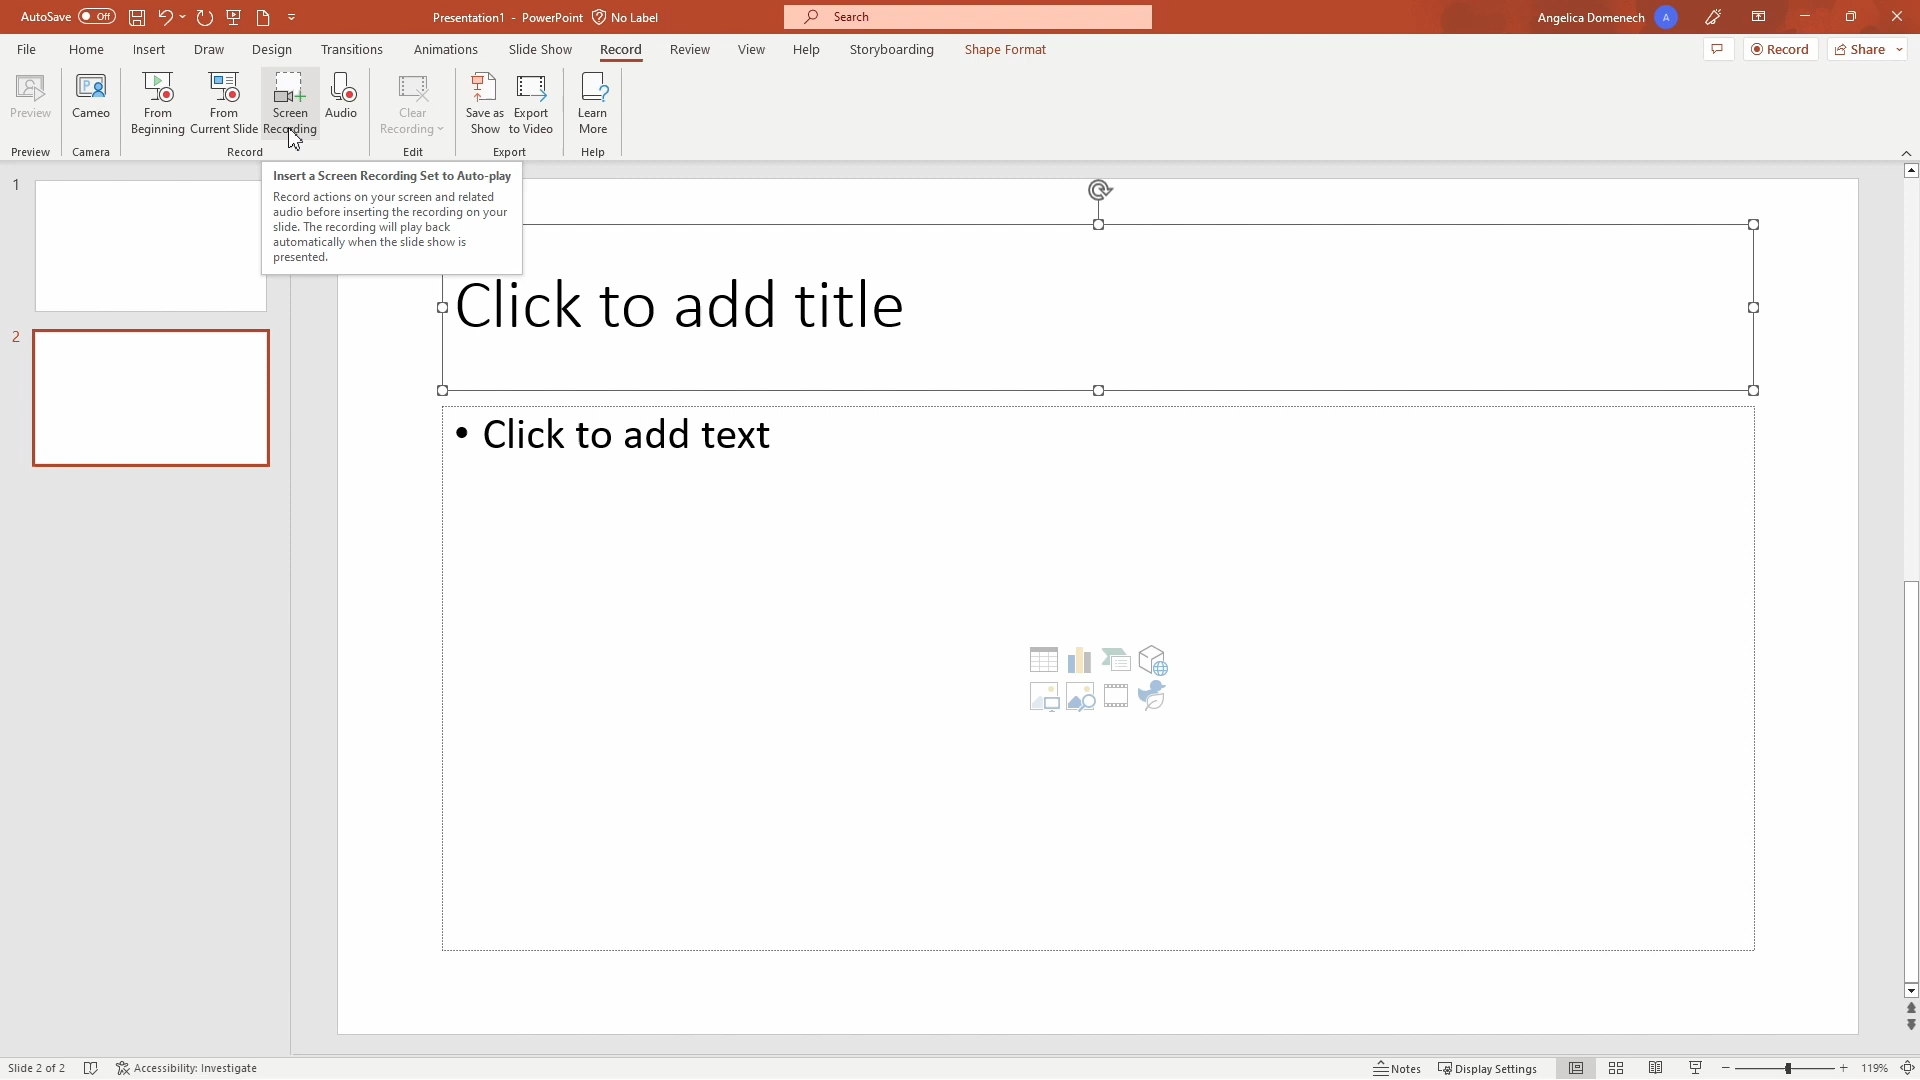 AutoSave Off Presentation1 - PowerPoint No Label Search Angelica Domenech A
File Home Insert Draw Design Transitions Animations Slide Show Record Review View Help Storyboarding Shape Format Record Share
Preview Cameo From Beginning From Current Slide Screen Recording Audio Clear Recording Save as Show Export to Video Learn More
Preview Camera Record Edit Export Help
Insert a Screen Recording Set to Auto-play
Record actions on your screen and related
audio before inserting the recording on your
slide. The recording will play back
automatically when the slide show is
presented.
1
2
Click to add title
• Click to add text
Slide 2 of 2 Accessibility: Investigate Notes Display Settings 119%